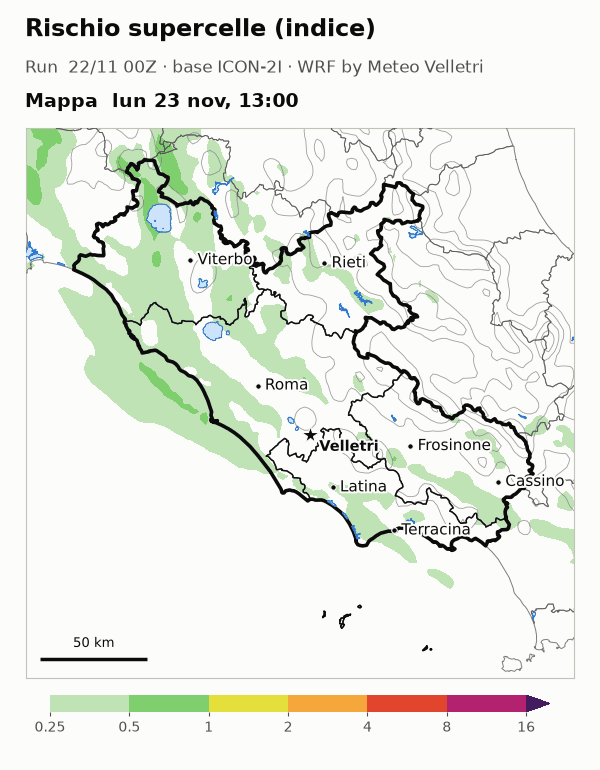 Rischio supercelle (indice)
Run 22/11 00Z · base ICON-2I · WRF by Meteo Velletri
Mappa lun 23 nov, 13:00
Viterbo
Rieti
Roma
Velletri
Frosinone
Cassino
Latina
Terracina
50 km
0.25 0.5 1 2 4 8 16